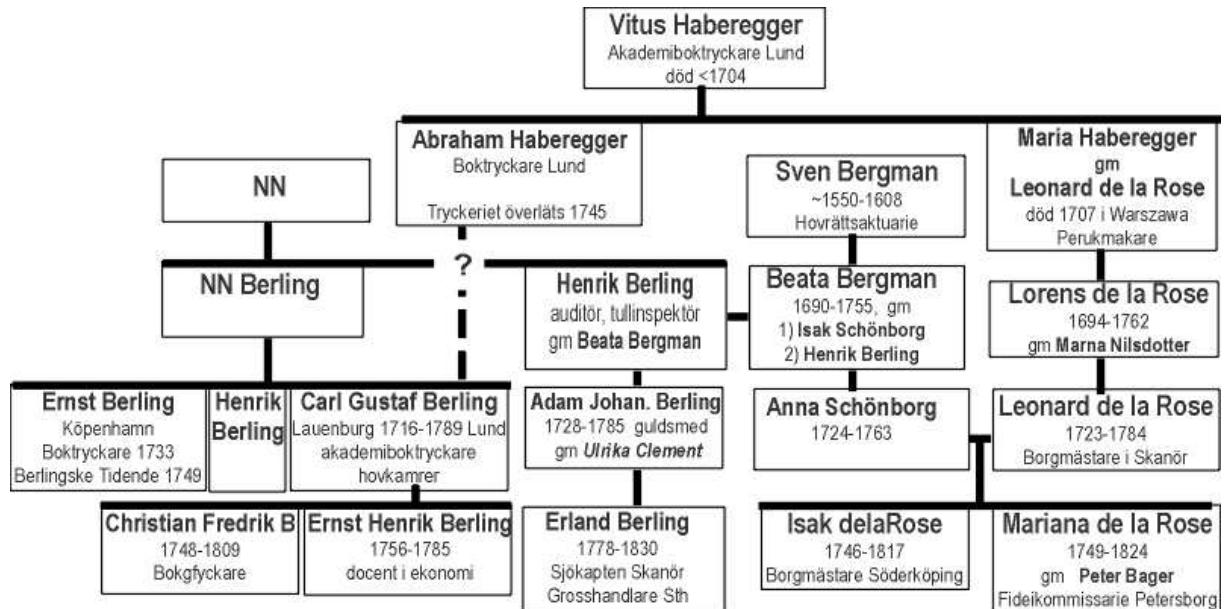 Vitus Haberegger
Akademiboktryckare Lund
död <1704
Abraham Haberegger
Boktryckare Lund
Tryckeriet överläts 1745
Maria Haberegger
gm
Leonard de la Rose
död 1707 i Warszawa
Perukmakare
NN
Sven Bergman
~1550-1608
Hovrättsaktuarie
?
NN Berling
Henrik Berling
auditör, tullinspektör
gm Beata Bergman
Beata Bergman
1690-1755, gm
1) Isak Schönborg
2) Henrik Berling
Lorens de la Rose
1694-1762
gm Marna Nilsdotter
Ernst Berling
Köpenhamn
Boktryckare 1733
Berlingske Tidende 1749
Henrik
Berling
Carl Gustaf Berling
Lauenburg 1716-1789 Lund
akademiboktryckare
hovkamrer
Adam Johan. Berling
1728-1785 guldsmed
gm Ulrika Clement
Anna Schönborg
1724-1763
Leonard de la Rose
1723-1784
Borgmästare i Skanör
Christian Fredrik B
1748-1809
Bokgfyckare
Ernst Henrik Berling
1756-1785
docent i ekonomi
Erland Berling
1778-1830
Sjökapten Skanör
Grosshandlare Sth
Isak delaRose
1746-1817
Borgmästare Söderköping
Mariana de la Rose
1749-1824
gm Peter Bager
Fideikommissarie Petersborg